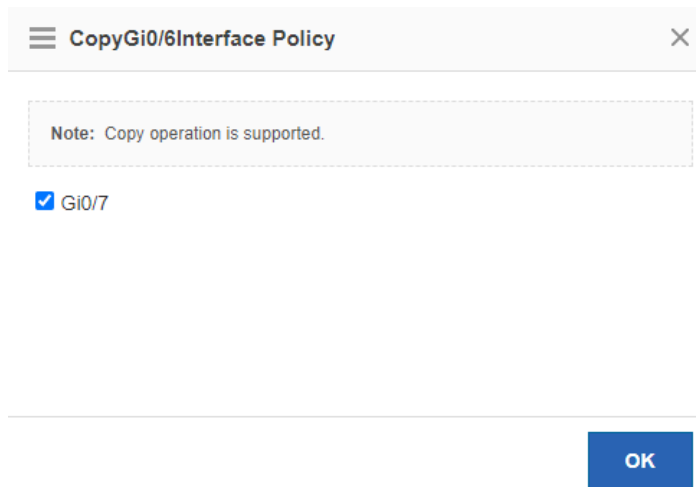 CopyGi0/6Interface Policy
Note: Copy operation is supported.
Gi0/7
OK